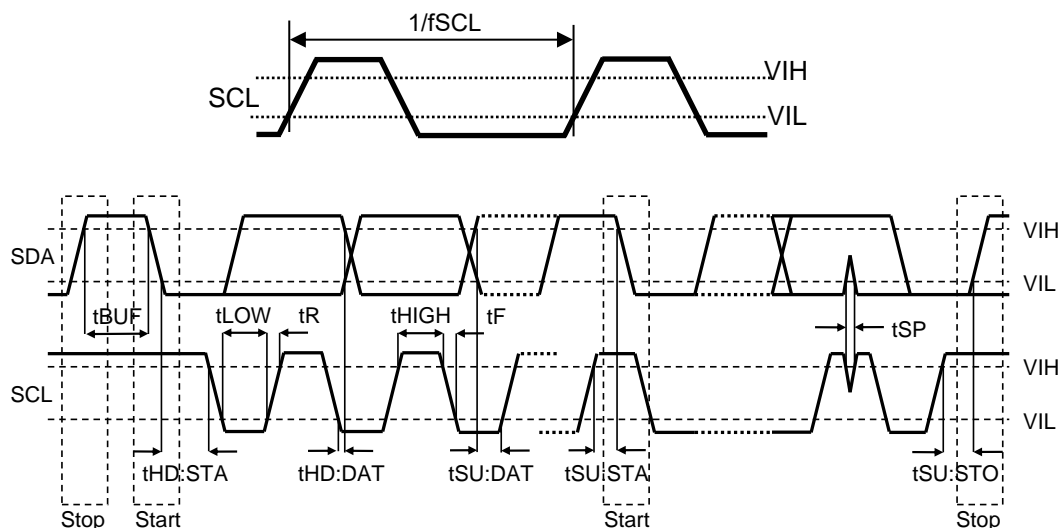 1/fSCL
VIH
SCL
VIL
VIH
SDA
VIL
tBUF
tLOW
tR
tHIGH
tF
tSP
VIH
SCL
VIL
tHD:STA
tHD:DAT
tSU:DAT
tSU:STA
tSU:STO
Stop
Start
Start
Stop